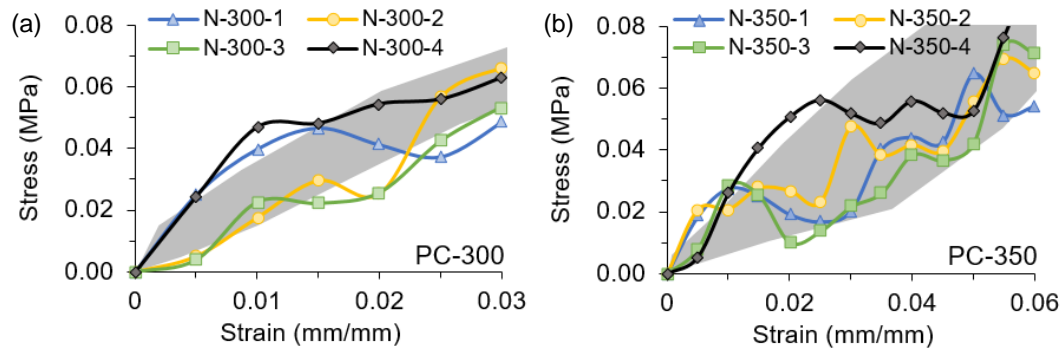 (a)
N-300-1 N-300-2
N-300-3 N-300-4
0.08
0.06
0.04
0.02
0.00
Stress (MPa)
PC-300
0 0.01 0.02 0.03
Strain (mm/mm)
(b)
N-350-1 N-350-2
N-350-3 N-350-4
0.08
0.06
0.04
0.02
0.00
Stress (MPa)
PC-350
0 0.02 0.04 0.06
Strain (mm/mm)